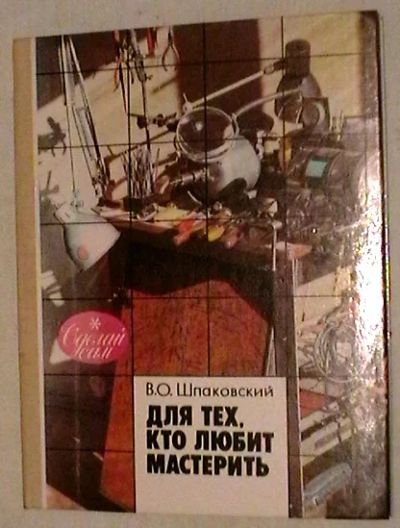 Сделай
сам
В.О. Шпаковский
ДЛЯ ТЕХ,
КТО ЛЮБИТ
МАСТЕРИТЬ